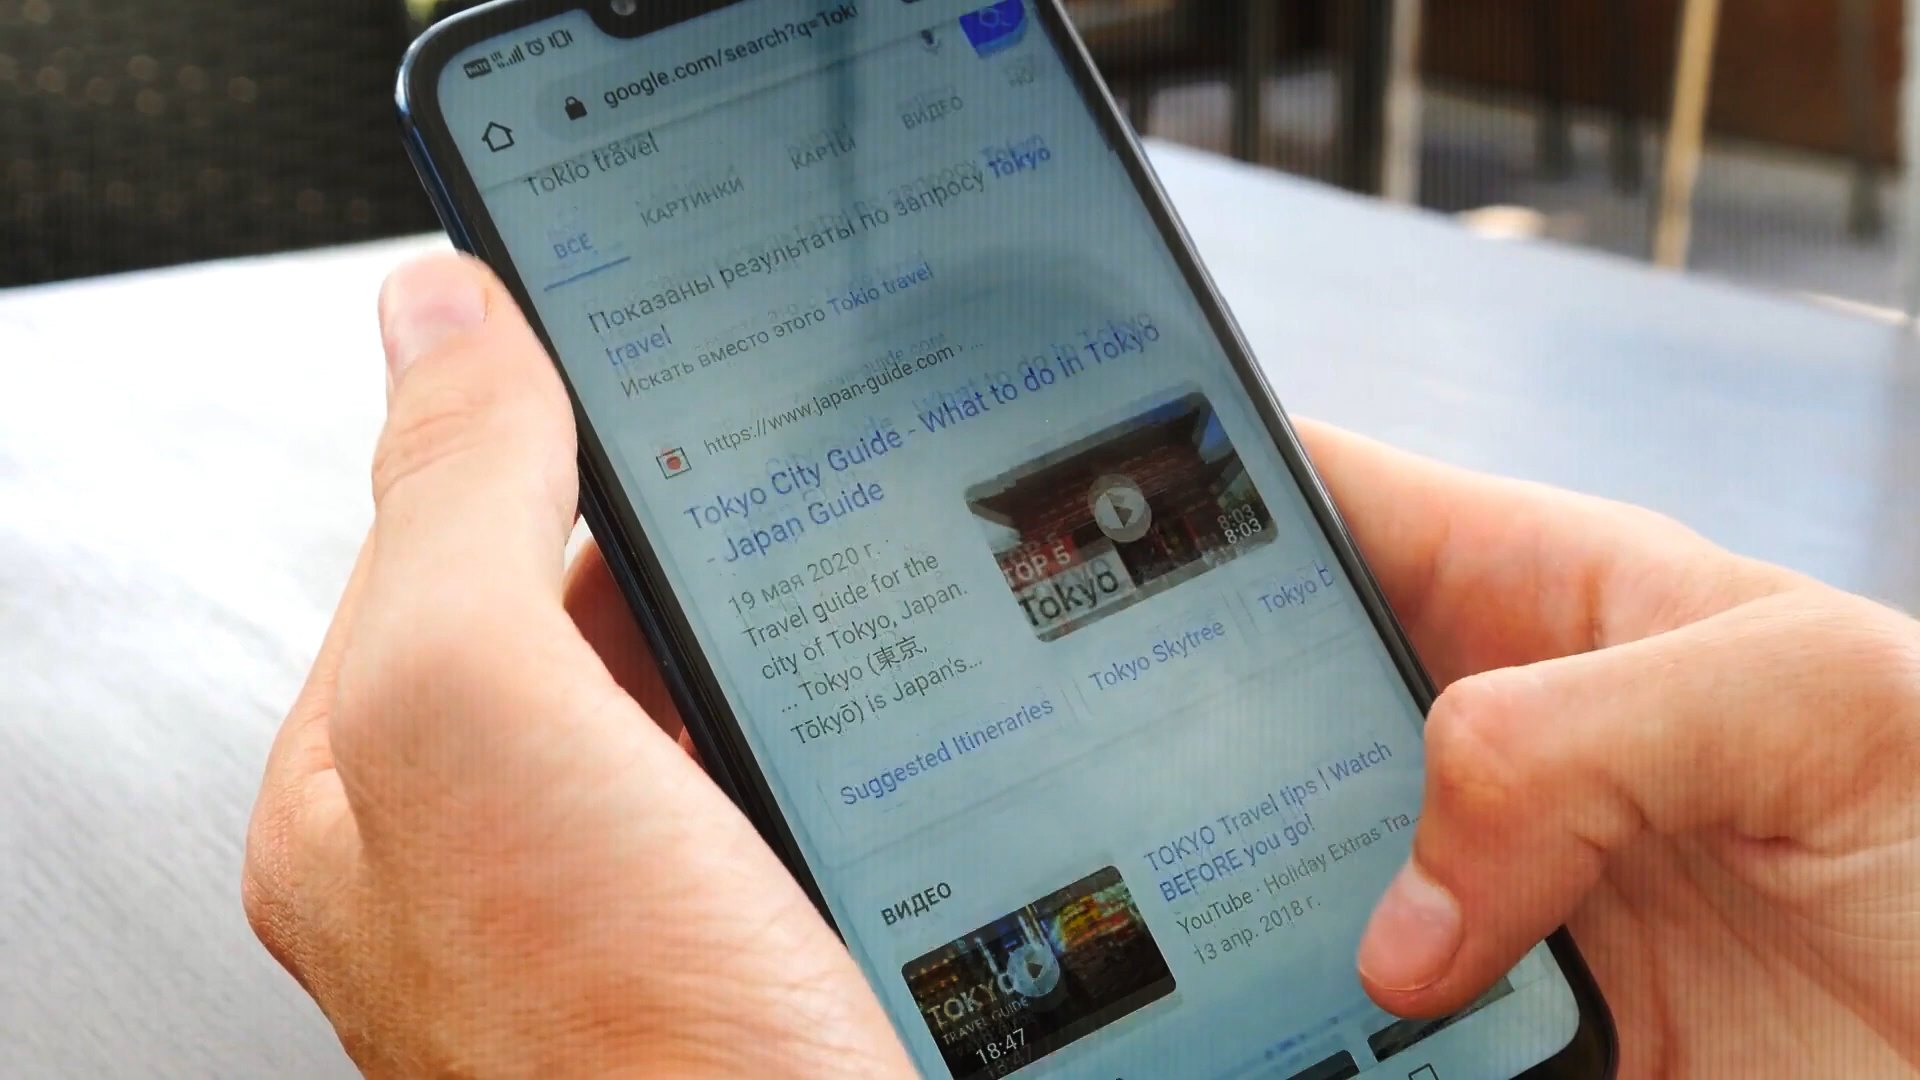 google.com/search?q=Toki
Tokio travel
ВСЕ КАРТИНКИ КАРТЫ ВИДЕО
Показаны результаты по запросу Tokyo
travel
Искать вместо этого Tokio travel
https://www.japan-guide.com › ...
Tokyo City Guide - What to do in Tokyo
- Japan Guide
19 мая 2020 г. ·
Travel guide for the
city of Tokyo, Japan.
... Tokyo (東京,
Tōkyō) is Japan's...
TOP 5
Tokyo
8:03
Suggested Itineraries
Tokyo Skytree
Tokyo
ВИДЕО
TOKYO
TRAVEL GUIDE
18:47
TOKYO Travel tips | Watch
BEFORE you go!
YouTube · Holiday Extras Tra...
13 апр. 2018 г.